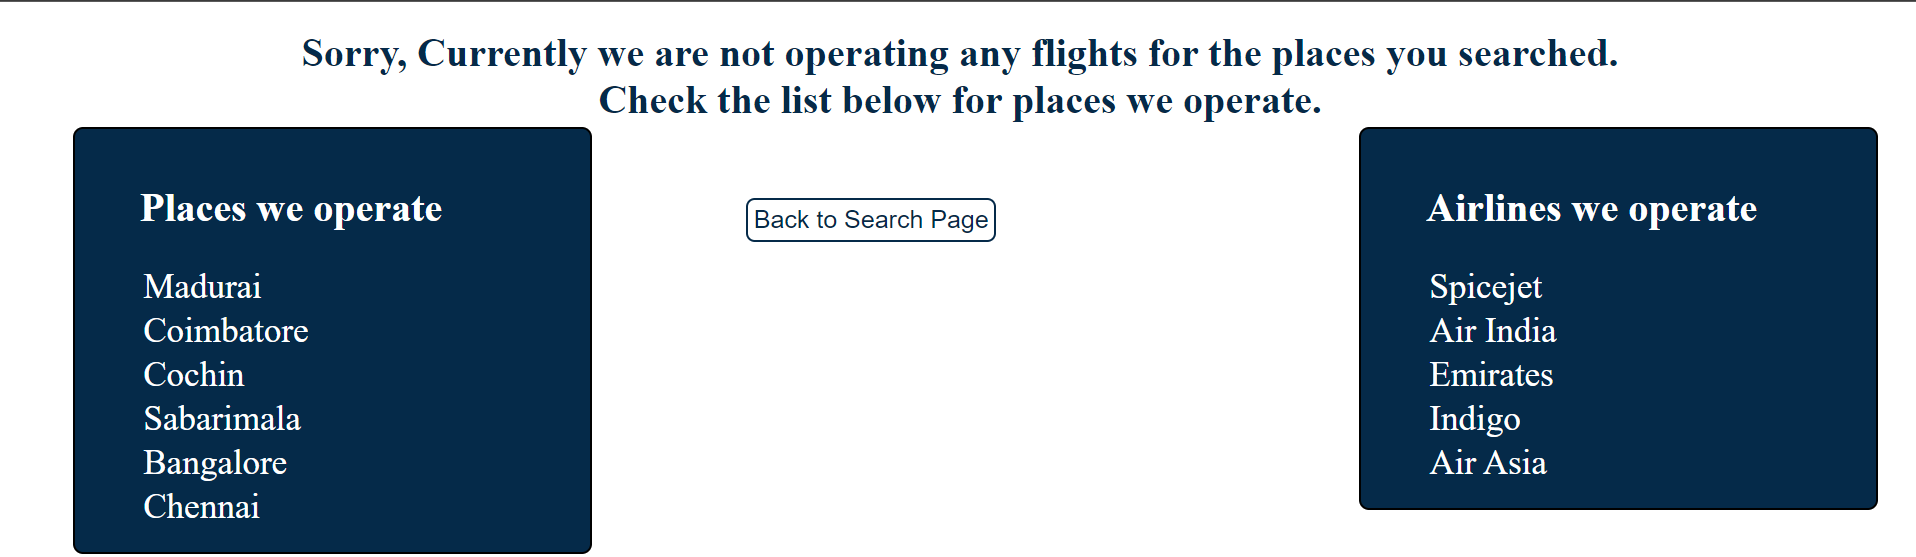 Sorry, Currently we are not operating any flights for the places you searched.
Check the list below for places we operate.
Places we operate
Madurai
Coimbatore
Cochin
Sabarimala
Bangalore
Chennai
Back to Search Page
Airlines we operate
Spicejet
Air India
Emirates
Indigo
Air Asia